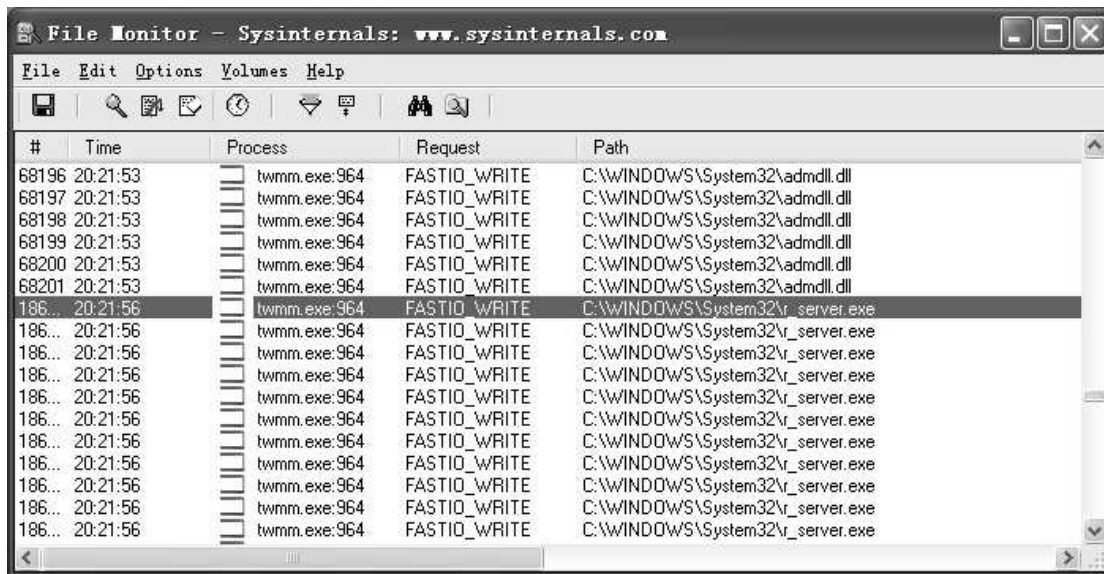 File Monitor - Sysinternals: www.sysinternals.com
File Edit Options Volumes Help
# Time Process Request Path
68196 20:21:53 twmm.exe:964 FASTIO_WRITE C:\WINDOWS\System32\admdll.dll
68197 20:21:53 twmm.exe:964 FASTIO_WRITE C:\WINDOWS\System32\admdll.dll
68198 20:21:53 twmm.exe:964 FASTIO_WRITE C:\WINDOWS\System32\admdll.dll
68199 20:21:53 twmm.exe:964 FASTIO_WRITE C:\WINDOWS\System32\admdll.dll
68200 20:21:53 twmm.exe:964 FASTIO_WRITE C:\WINDOWS\System32\admdll.dll
68201 20:21:53 twmm.exe:964 FASTIO_WRITE C:\WINDOWS\System32\admdll.dll
186... 20:21:56 twmm.exe:964 FASTIO_WRITE C:\WINDOWS\System32\r_server.exe
186... 20:21:56 twmm.exe:964 FASTIO_WRITE C:\WINDOWS\System32\r_server.exe
186... 20:21:56 twmm.exe:964 FASTIO_WRITE C:\WINDOWS\System32\r_server.exe
186... 20:21:56 twmm.exe:964 FASTIO_WRITE C:\WINDOWS\System32\r_server.exe
186... 20:21:56 twmm.exe:964 FASTIO_WRITE C:\WINDOWS\System32\r_server.exe
186... 20:21:56 twmm.exe:964 FASTIO_WRITE C:\WINDOWS\System32\r_server.exe
186... 20:21:56 twmm.exe:964 FASTIO_WRITE C:\WINDOWS\System32\r_server.exe
186... 20:21:56 twmm.exe:964 FASTIO_WRITE C:\WINDOWS\System32\r_server.exe
186... 20:21:56 twmm.exe:964 FASTIO_WRITE C:\WINDOWS\System32\r_server.exe
186... 20:21:56 twmm.exe:964 FASTIO_WRITE C:\WINDOWS\System32\r_server.exe
186... 20:21:56 twmm.exe:964 FASTIO_WRITE C:\WINDOWS\System32\r_server.exe